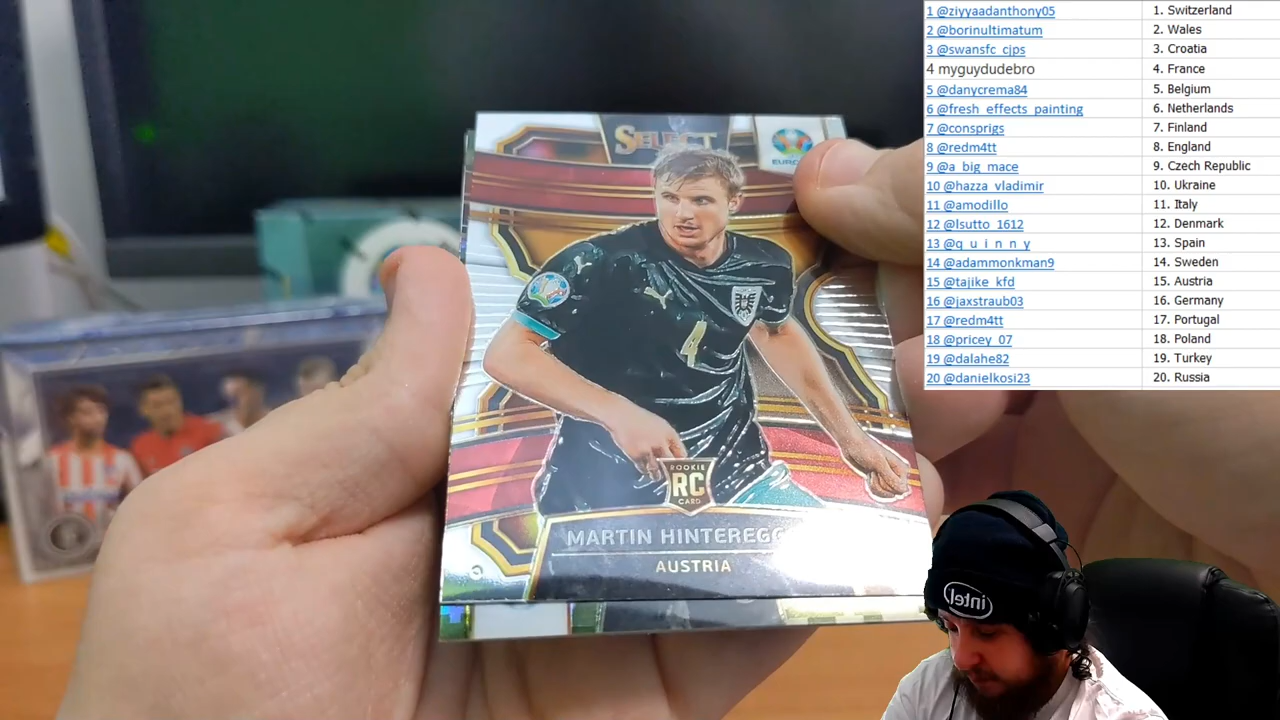 SELECT
EURO
4
ROOKIE
RC
CARD
MARTIN HINTEREGG
AUSTRIA
1 @ziyyaadanthony05 1. Switzerland
2 @borinultimatum 2. Wales
3 @swansfc_cjps 3. Croatia
4 myguydudebro 4. France
5 @danycrema84 5. Belgium
6 @fresh_effects_painting 6. Netherlands
7 @consprigs 7. Finland
8 @redm4tt 8. England
9 @a_big_mace 9. Czech Republic
10 @hazza_vladimir 10. Ukraine
11 @amodillo 11. Italy
12 @lsutto_1612 12. Denmark
13 @q_u_i_n_n_y 13. Spain
14 @adammonkman9 14. Sweden
15 @tajike_kfd 15. Austria
16 @jaxstraub03 16. Germany
17 @redm4tt 17. Portugal
18 @pricey_07 18. Poland
19 @dalahe82 19. Turkey
20 @danielkosi23 20. Russia
intel